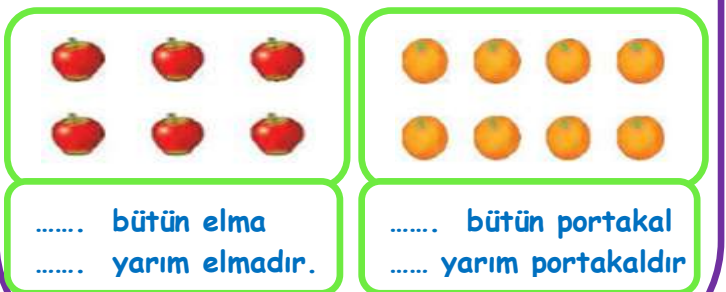 ……. bütün elma
……. yarım elmadır.
……. bütün portakal
…… yarım portakaldır